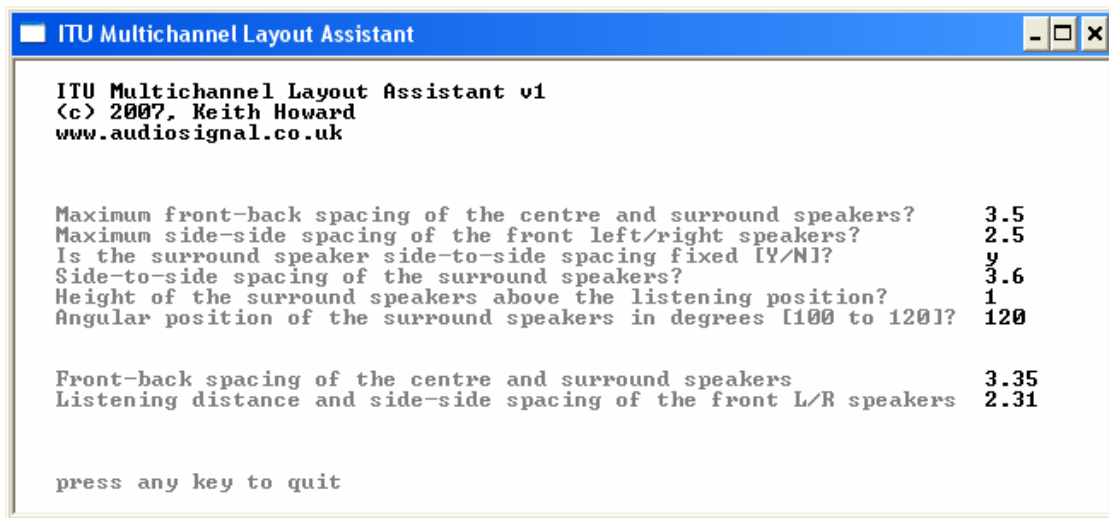 ITU Multichannel Layout Assistant
ITU Multichannel Layout Assistant v1
(c) 2007, Keith Howard
www.audiosignal.co.uk
Maximum front-back spacing of the centre and surround speakers? 3.5
Maximum side-side spacing of the front left/right speakers? 2.5
Is the surround speaker side-to-side spacing fixed [Y/N]? y
Side-to-side spacing of the surround speakers? 3.6
Height of the surround speakers above the listening position? 1
Angular position of the surround speakers in degrees [100 to 120]? 120
Front-back spacing of the centre and surround speakers 3.35
Listening distance and side-side spacing of the front L/R speakers 2.31
press any key to quit